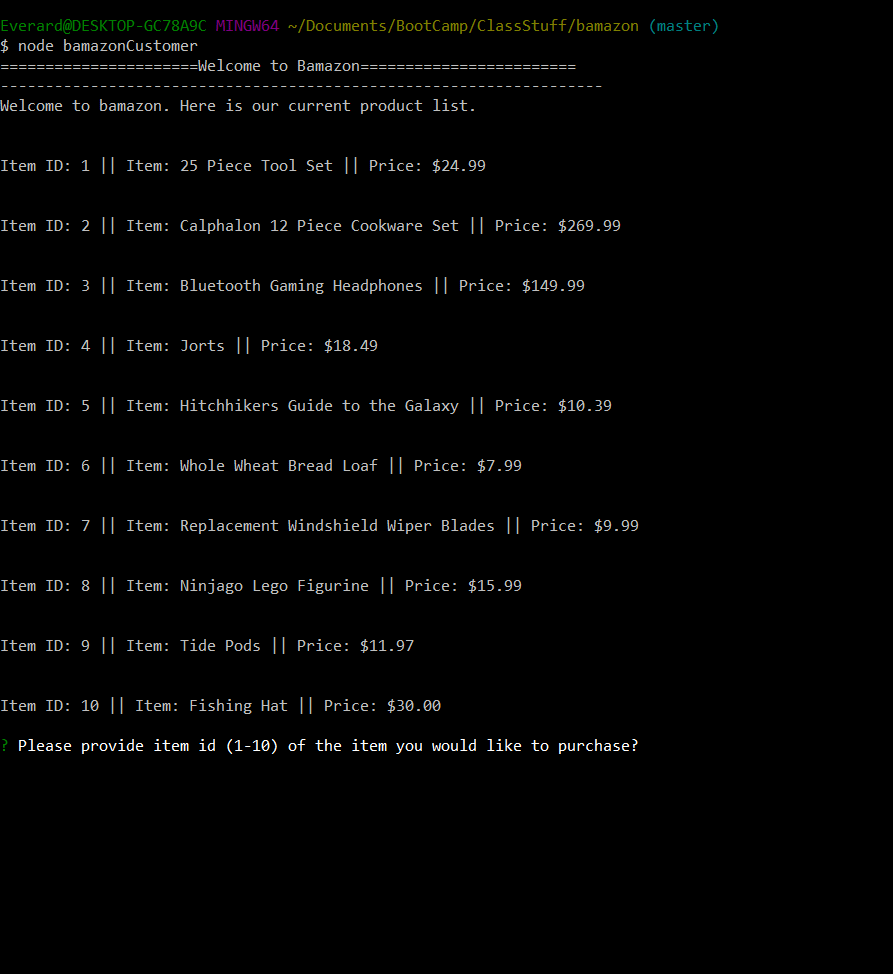 Everard@DESKTOP-GC78A9C MINGW64 ~/Documents/BootCamp/ClassStuff/bamazon (master)
$ node bamazonCustomer
======================Welcome to Bamazon========================
-------------------------------------------------------------------
Welcome to bamazon. Here is our current product list.
Item ID: 1 || Item: 25 Piece Tool Set || Price: $24.99
Item ID: 2 || Item: Calphalon 12 Piece Cookware Set || Price: $269.99
Item ID: 3 || Item: Bluetooth Gaming Headphones || Price: $149.99
Item ID: 4 || Item: Jorts || Price: $18.49
Item ID: 5 || Item: Hitchhikers Guide to the Galaxy || Price: $10.39
Item ID: 6 || Item: Whole Wheat Bread Loaf || Price: $7.99
Item ID: 7 || Item: Replacement Windshield Wiper Blades || Price: $9.99
Item ID: 8 || Item: Ninjago Lego Figurine || Price: $15.99
Item ID: 9 || Item: Tide Pods || Price: $11.97
Item ID: 10 || Item: Fishing Hat || Price: $30.00
? Please provide item id (1-10) of the item you would like to purchase?